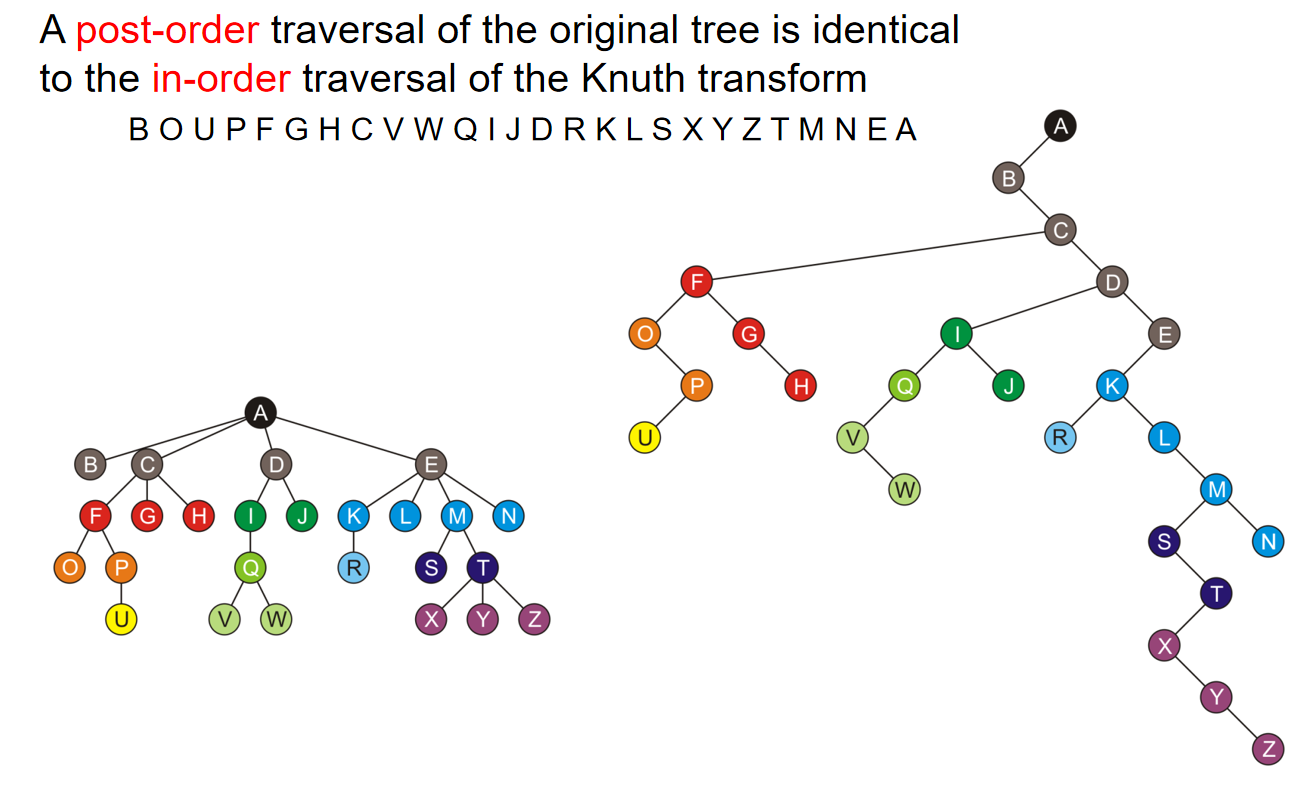 A post-order traversal of the original tree is identical
to the in-order traversal of the Knuth transform
B O U P F G H C V W Q I J D R K L S X Y Z T M N E A
A
B
C
F D
O G I E
P H Q J K
U V R L
W M
S N
T
X
Y
Z
A
B C D E
F G H I J K L M N
O P Q R S T
U V W X Y Z